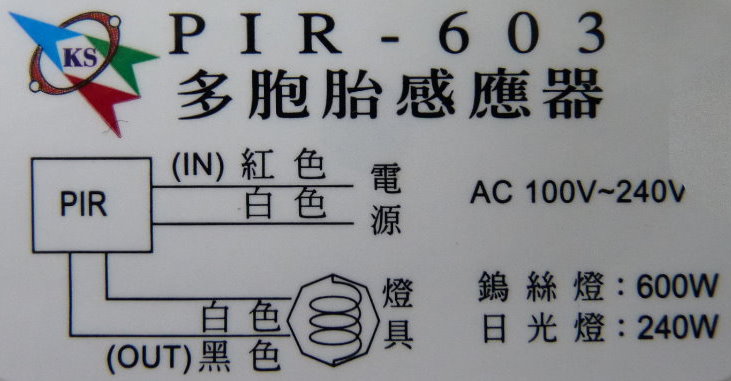 KS
PIR-603
多胞胎感應器
(IN) 紅色
白色
電源
PIR
AC 100V~240V
白色
(OUT) 黑色
燈具
鎢絲燈：600W
日光燈：240W